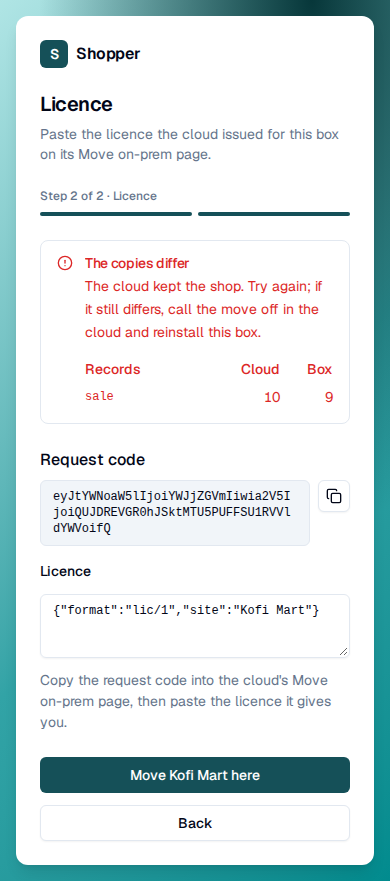 S Shopper
Licence
Paste the licence the cloud issued for this box
on its Move on-prem page.
Step 2 of 2 · Licence
The copies differ
The cloud kept the shop. Try again; if
it still differs, call the move off in the
cloud and reinstall this box.
Records Cloud Box
sale 10 9
Request code
eyJtYWNoaW5lIjoiYWJjZGVmIiwia2V5I
joiQUJDREVGR0hJSktMTU5PUFFSU1RVVl
dYWVoifQ
Licence
{"format":"lic/1","site":"Kofi Mart"}
Copy the request code into the cloud's Move
on-prem page, then paste the licence it gives
you.
Move Kofi Mart here
Back